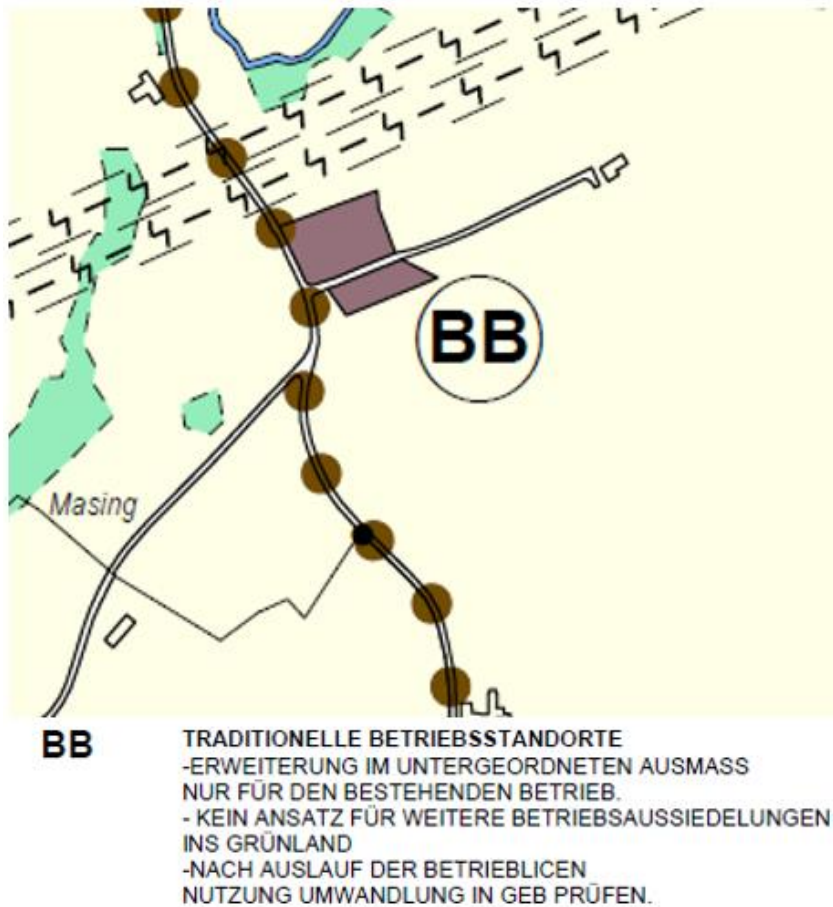 BB
Masing
BB TRADITIONELLE BETRIEBSSTANDORTE
-ERWEITERUNG IM UNTERGEORDNETEN AUSMASS
NUR FÜR DEN BESTEHENDEN BETRIEB.
- KEIN ANSATZ FÜR WEITERE BETRIEBSAUSSIEDELUNGEN
INS GRÜNLAND
-NACH AUSLAUF DER BETRIEBLICEN
NUTZUNG UMWANDLUNG IN GEB PRÜFEN.